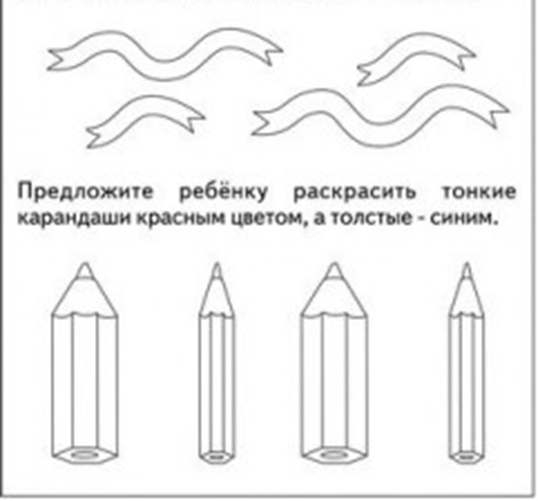 Предложите ребёнку раскрасить тонкие
карандаши красным цветом, а толстые - синим.